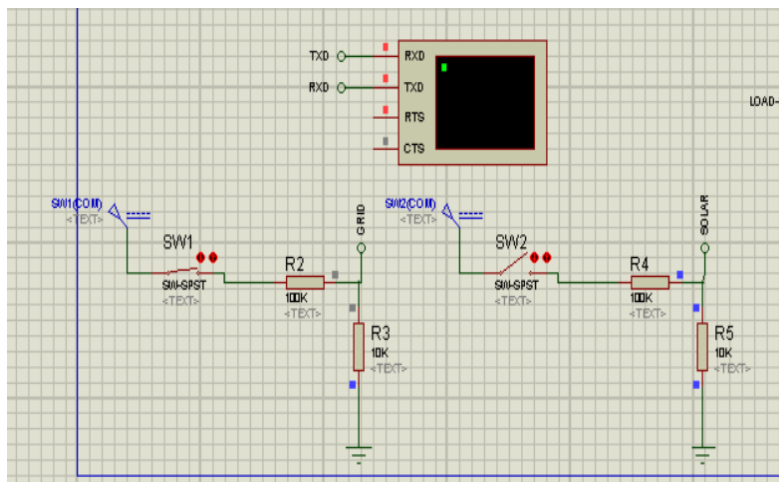 TXD
RXD
RXD
TXD
RTS
CTS
LOAD-
SW1(COM)
<TEXT>
SW1
SW-SPST
<TEXT>
R2
100K
<TEXT>
GRID
R3
10K
<TEXT>
SW2(COM)
<TEXT>
SW2
SW-SPST
<TEXT>
R4
100K
<TEXT>
SOLAR
R5
10K
<TEXT>